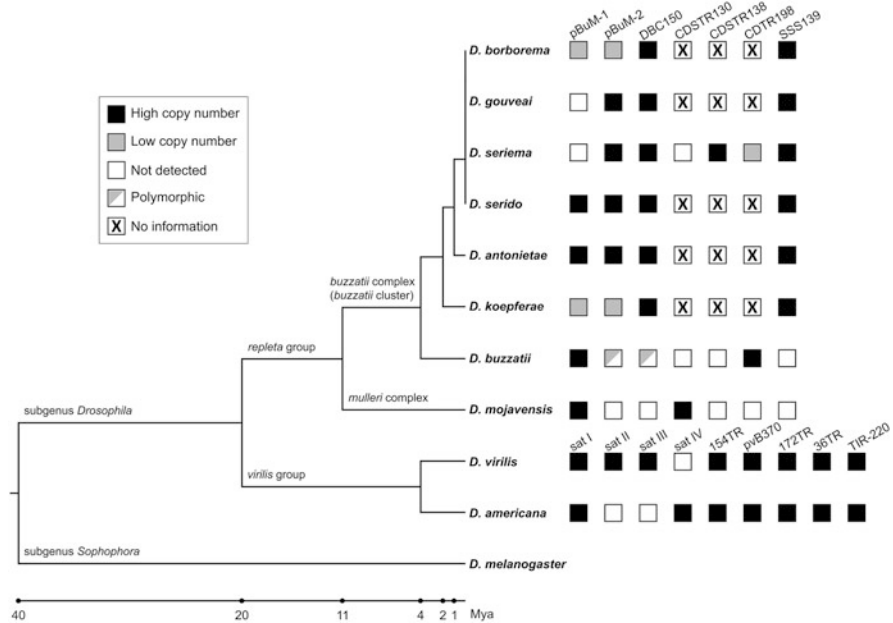 pBuM-1 pBuM-2 DBC150 CDSTR130 CDSTR138 CDTR198 SSS139
D. borborema X X X
High copy number
D. gouveai X X X
Low copy number
Not detected
D. seriema
Polymorphic
X No information
D. serido X X X
D. antonietae X X X
buzzatii complex
(buzzatii cluster)
D. koepferae X X X
repleta group
D. buzzatii
mulleri complex
D. mojavensis
subgenus Drosophila
sat I sat II sat III sat IV 154TR pvB370 172TR 36TR TIR-220
D. virilis
virilis group
D. americana
subgenus Sophophora
D. melanogaster
40 20 11 4 2 1 Mya